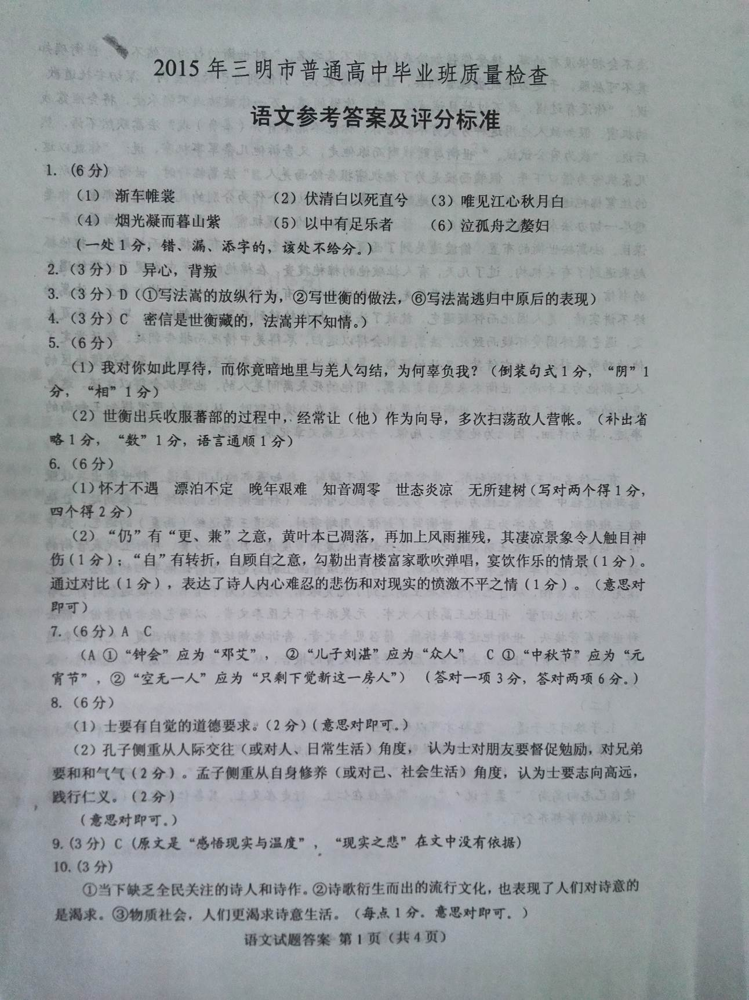 2015年三明市普通高中毕业班质量检查
语文参考答案及评分标准
1.(6分)
(1) 渐车帷裳 (2)伏清白以死直兮 (3)唯见江心秋月白
(4) 烟光凝而暮山紫 (5)以中有足乐者 (6)泣孤舟之嫠妇
(一处1分,错、漏、添字的,该处不给分。)
2.(3分)D 异心,背叛
3.(3分)D(①写法嵩的放纵行为,②写世衡的做法,⑥写法嵩逃归中原后的表现)
4.(3分)C 密信是世衡藏的,法嵩并不知情。)
5.(6分)
(1)我对你如此厚待,而你竟暗地里与羌人勾结,为何辜负我?(倒装句式1分,“阴”1
分,“相”1分)
(2)世衡出兵收服蕃部的过程中,经常让(他)作为向导,多次扫荡敌人营帐。(补出省
略1分,“数”1分,语言通顺1分)
6.(6分)
(1)怀才不遇 漂泊不定 晚年艰难 知音凋零 世态炎凉 无所建树(写对两个得1分,
四个得2分)
(2)“仍”有“更、兼”之意,黄叶本已凋落,再加上风雨摧残,其凄凉景象令人触目神
伤(1分);“自”有转折,自顾自之意,勾勒出青楼富家歌吹弹唱,宴饮作乐的情景(1分)。
通过对比(1分),表达了诗人内心难忍的悲伤和对现实的愤激不平之情(1分)。(意思对
即可)
7.(6分)A C
(A ①“钟会”应为“邓艾”, ②“儿子刘湛”应为“众人” C ①“中秋节”应为“元
宵节”,②“空无一人”应为“只剩下觉新这一房人”) (答对一项3分,答对两项6分。)
8.(6分)
(1)士要有自觉的道德要求。(2分)(意思对即可。)
(2)孔子侧重从人际交往(或对人、日常生活)角度, 认为士对朋友要督促勉励,对兄弟
要和和气气(2分)。孟子侧重从自身修养(或对己、社会生活)角度,认为士要志向高远,
践行仁义。(2分)
(意思对即可。)
9.(3分) C (原文是“感悟现实与温度”,“现实之悲”在文中没有依据)
10.(3分)
①当下缺乏全民关注的诗人和诗作。②诗歌衍生而出的流行文化,也表现了人们对诗意的
是渴求。③物质社会,人们更渴求诗意生活。(每点1分。意思对即可。)
语文试题答案 第1页(共4页)